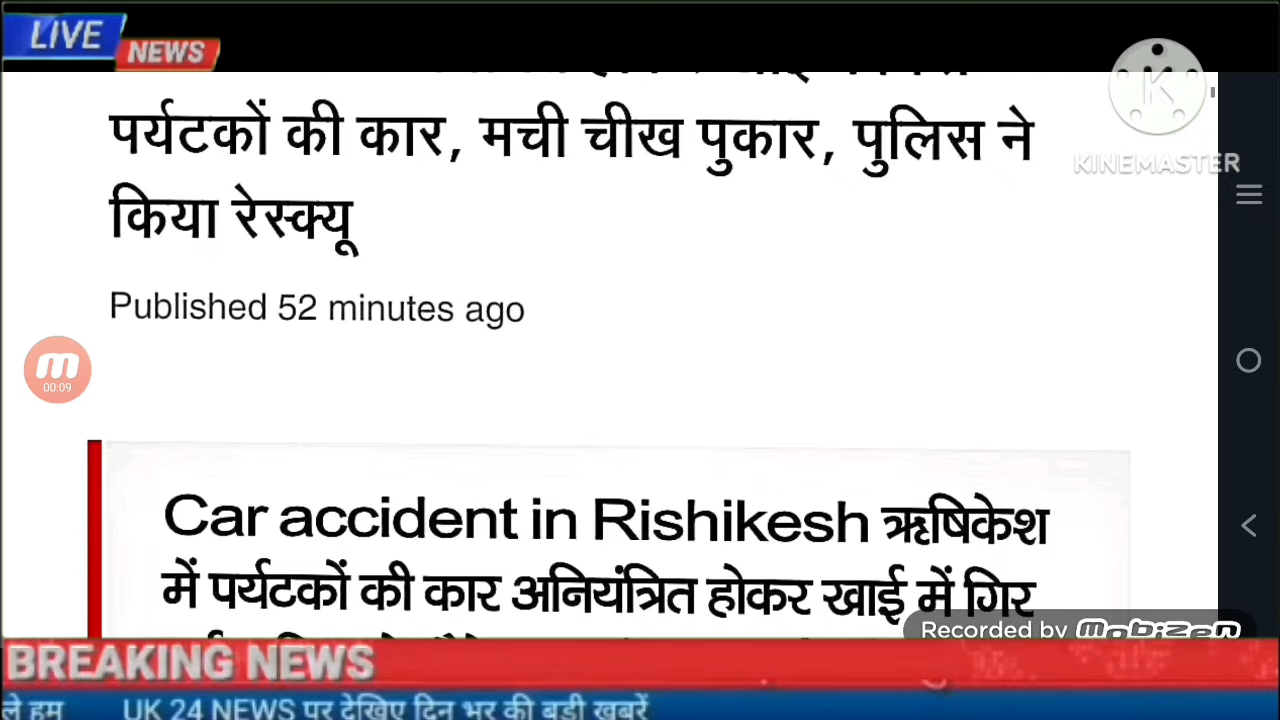 LIVE
NEWS
पर्यटकों की कार, मची चीख पुकार, पुलिस ने
किया रेस्क्यू
KINEMASTER
Published 52 minutes ago
00:09
Car accident in Rishikesh ऋषिकेश
में पर्यटकों की कार अनियंत्रित होकर खाई में गिर
Recorded by Mobizen
BREAKING NEWS
ले हम UK 24 NEWS पर देखिए दिन भर की बड़ी खबरें